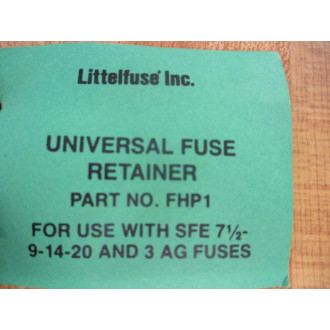 Littelfuse® Inc.
UNIVERSAL FUSE
RETAINER
PART NO. FHP1
FOR USE WITH SFE 7½-
9-14-20 AND 3 AG FUSES